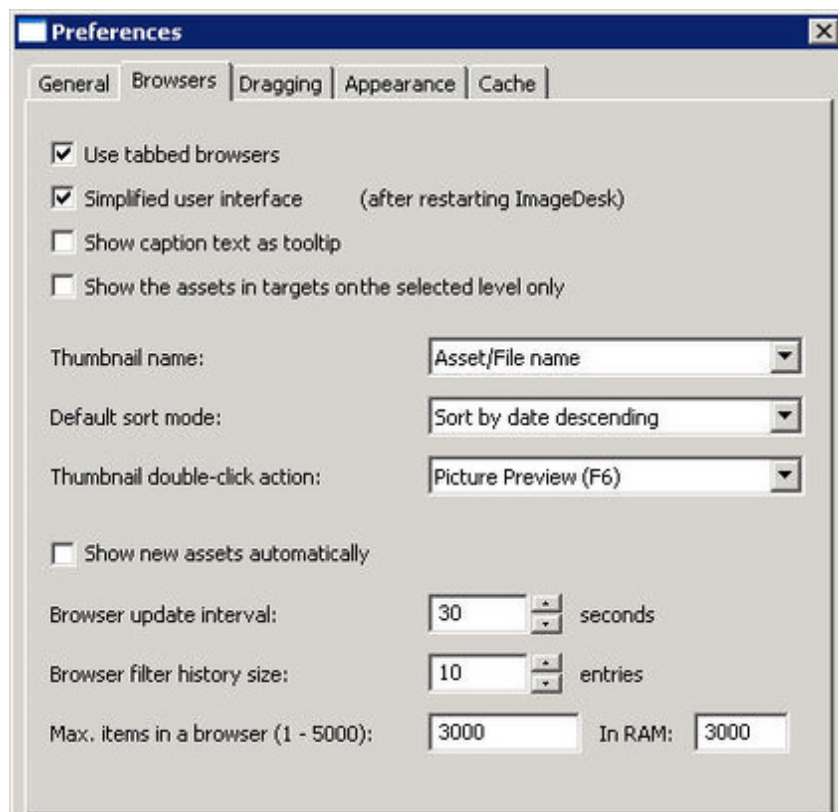 Preferences
General Browsers Dragging Appearance Cache
Use tabbed browsers
Simplified user interface (after restarting ImageDesk)
Show caption text as tooltip
Show the assets in targets on the selected level only
Thumbnail name: Asset/File name
Default sort mode: Sort by date descending
Thumbnail double-click action: Picture Preview (F6)
Show new assets automatically
Browser update interval: 30 seconds
Browser filter history size: 10 entries
Max. items in a browser (1 - 5000): 3000 In RAM: 3000